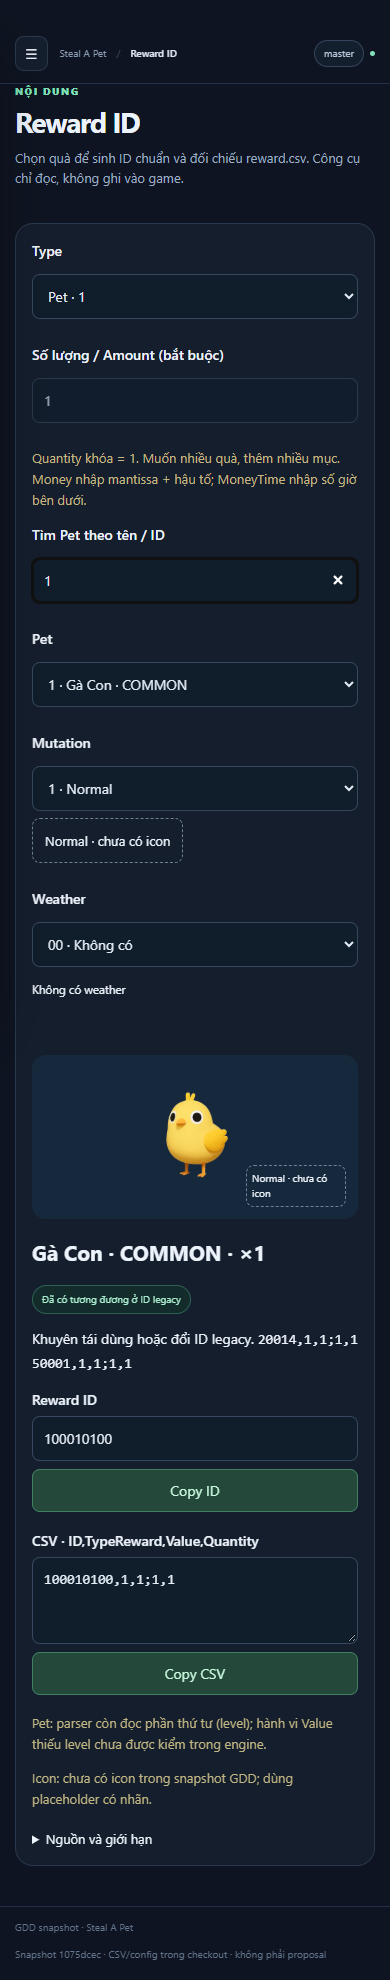 ☰ Steal A Pet / Reward ID master
NỘI DUNG
Reward ID
Chọn quà để sinh ID chuẩn và đối chiếu reward.csv. Công cụ
chỉ đọc, không ghi vào game.
Type
Pet · 1
Số lượng / Amount (bắt buộc)
1
Quantity khóa = 1. Muốn nhiều quà, thêm nhiều mục.
Money nhập mantissa + hậu tố; MoneyTime nhập số giờ
bên dưới.
Tìm Pet theo tên / ID
1
Pet
1 · Gà Con · COMMON
Mutation
1 · Normal
Normal · chưa có icon
Weather
00 · Không có
Không có weather
Normal · chưa có
icon
Gà Con · COMMON · ×1
Đã có tương đương ở ID legacy
Khuyên tái dùng hoặc đổi ID legacy. 20014,1,1;1,1
50001,1,1;1,1
Reward ID
100010100
Copy ID
CSV · ID,TypeReward,Value,Quantity
100010100,1,1;1,1
Copy CSV
Pet: parser còn đọc phần thứ tư (level); hành vi Value
thiếu level chưa được kiểm trong engine.
Icon: chưa có icon trong snapshot GDD; dùng
placeholder có nhãn.
▶ Nguồn và giới hạn
GDD snapshot · Steal A Pet
Snapshot 1075dcec · CSV/config trong checkout · không phải proposal